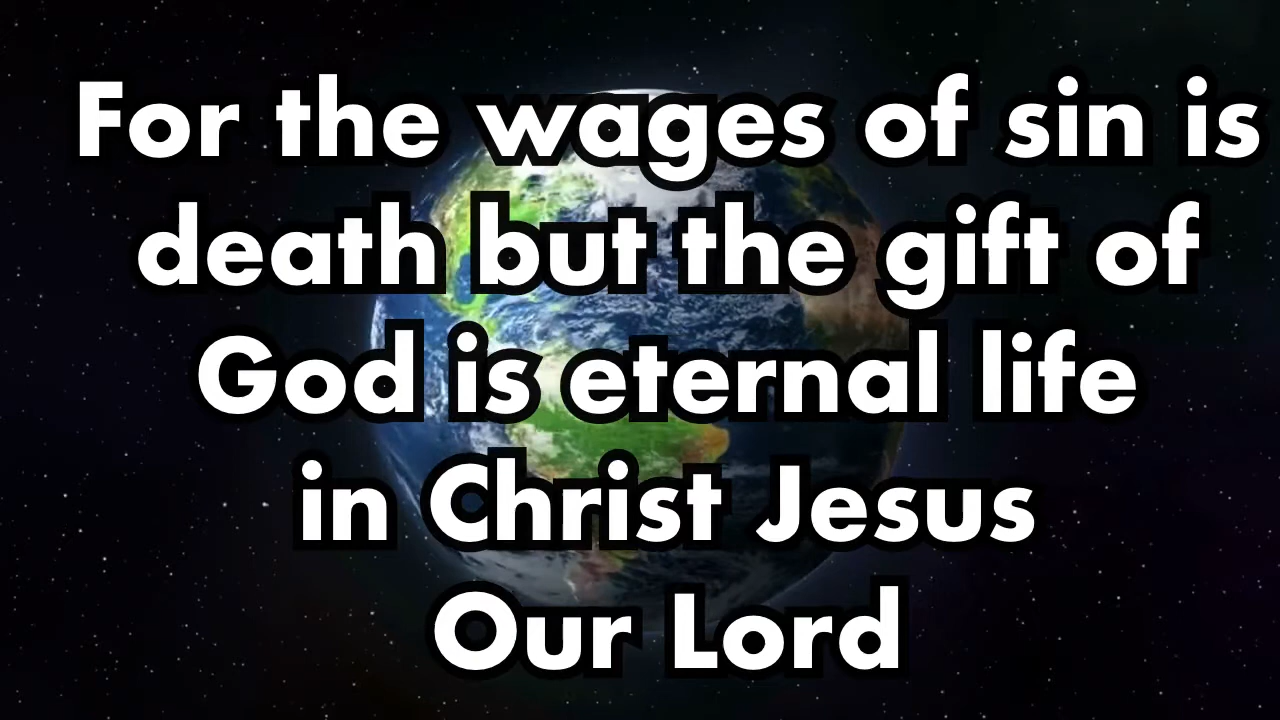 For the wages of sin is
death but the gift of
God is eternal life
in Christ Jesus
Our Lord